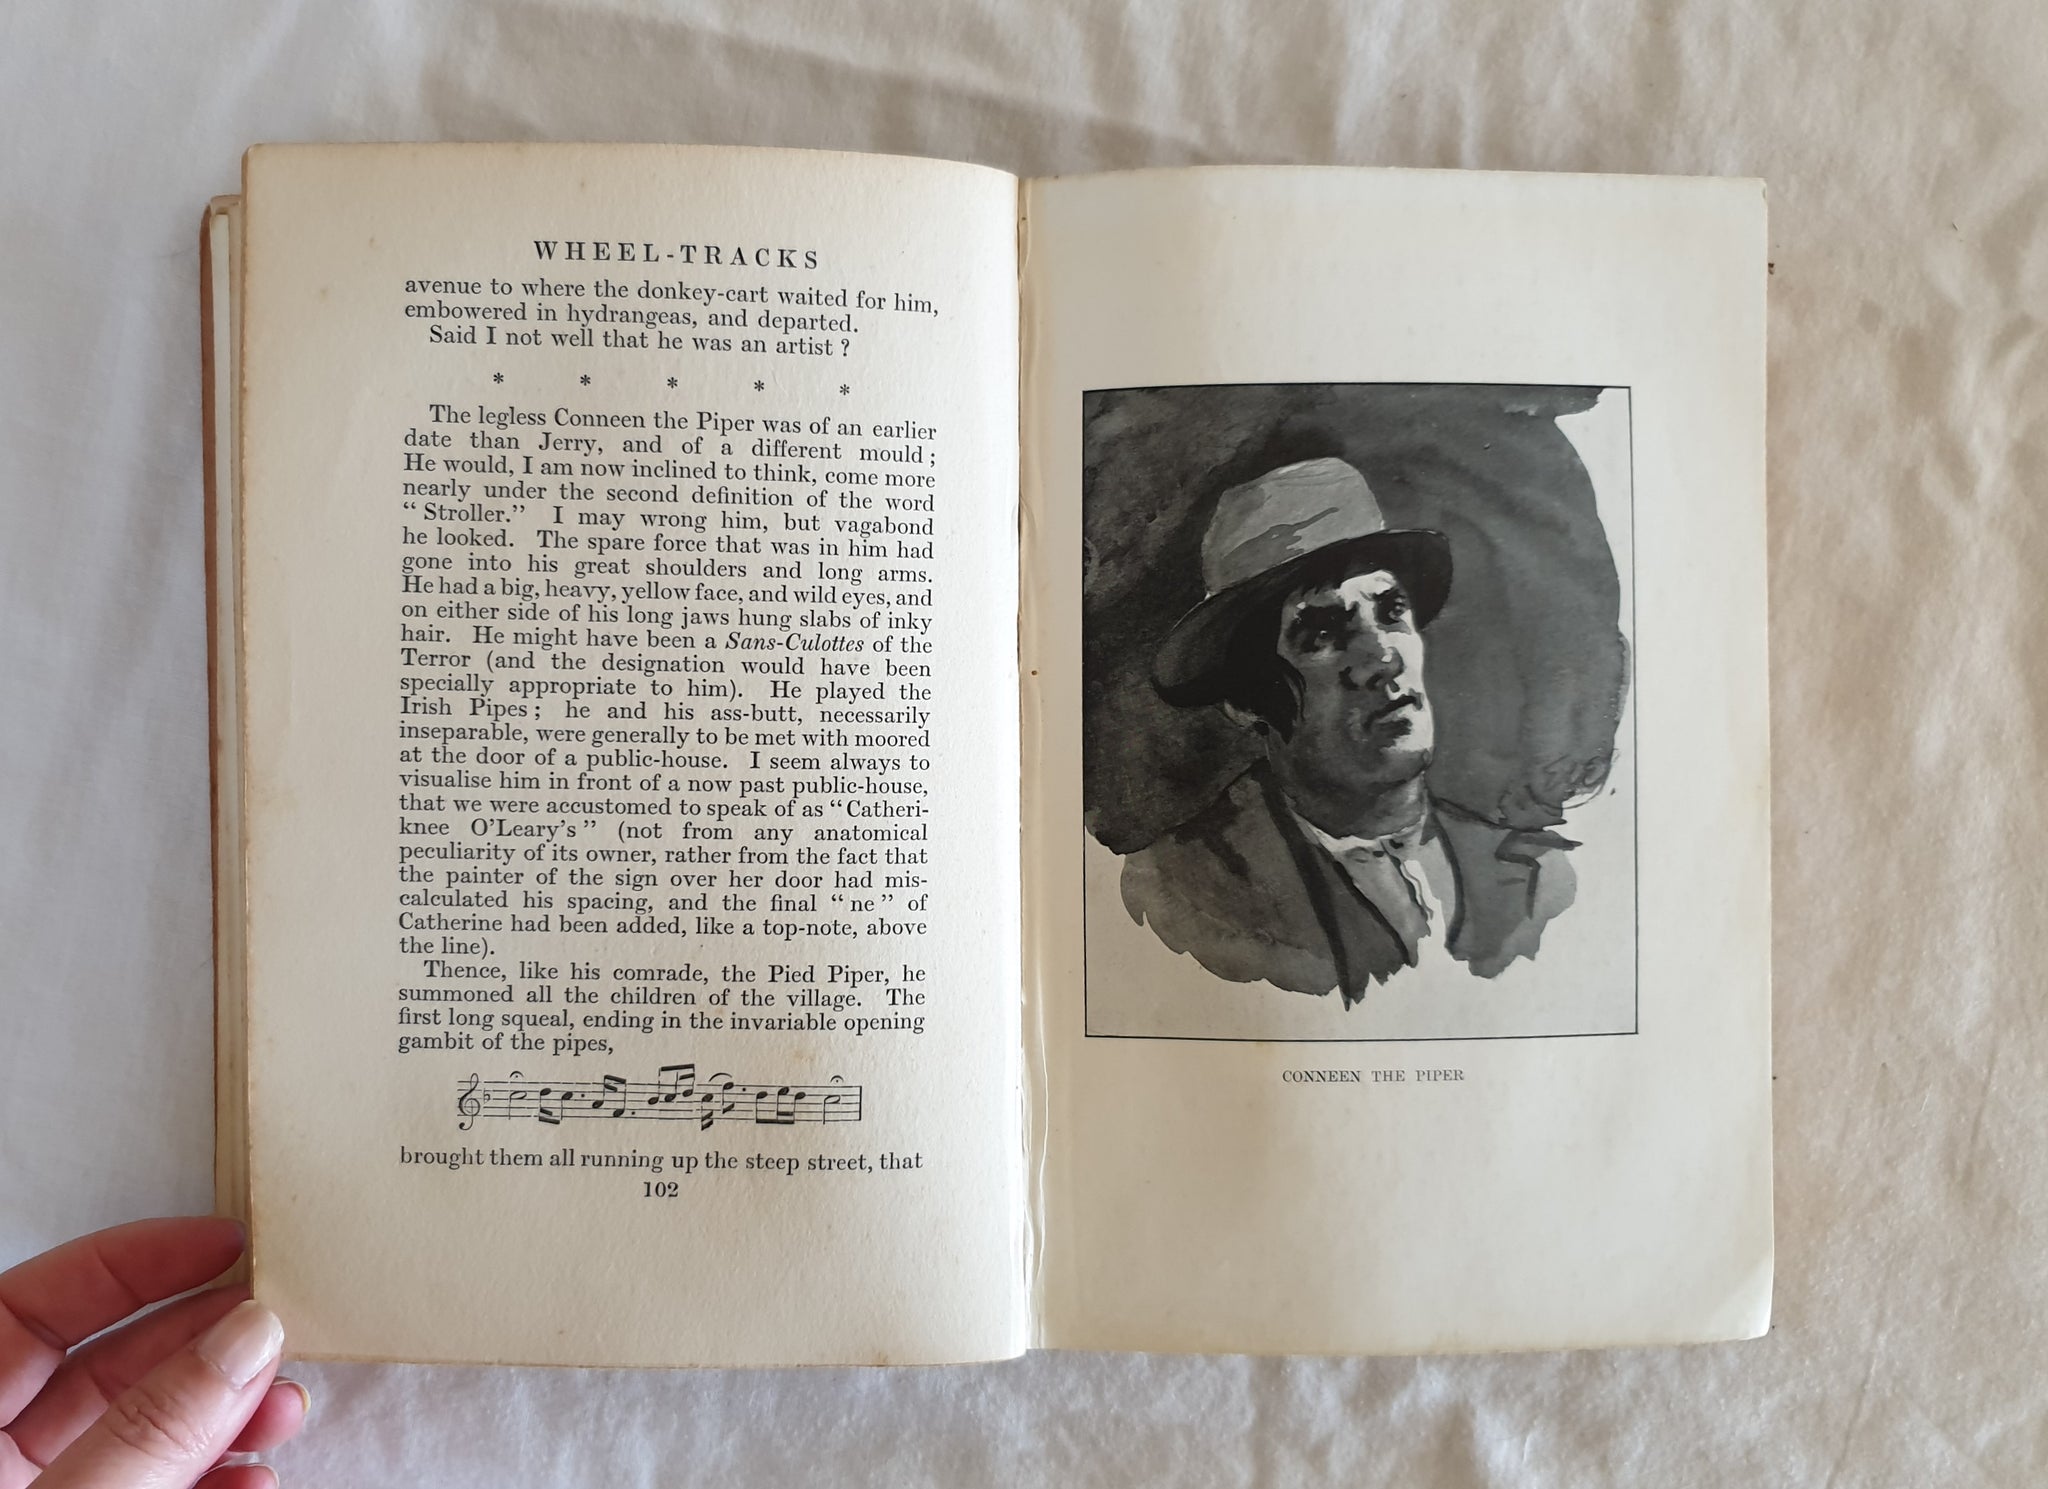 WHEEL-TRACKS
avenue to where the donkey-cart waited for him,
embowered in hydrangeas, and departed.
Said I not well that he was an artist ?
* * * * *
The legless Conneen the Piper was of an earlier
date than Jerry, and of a different mould ;
He would, I am now inclined to think, come more
nearly under the second definition of the word
“ Stroller.” I may wrong him, but vagabond
he looked. The spare force that was in him had
gone into his great shoulders and long arms.
He had a big, heavy, yellow face, and wild eyes, and
on either side of his long jaws hung slabs of inky
hair. He might have been a Sans-Culottes of the
Terror (and the designation would have been
specially appropriate to him). He played the
Irish Pipes ; he and his ass-butt, necessarily
inseparable, were generally to be met with moored
at the door of a public-house. I seem always to
visualise him in front of a now past public-house,
that we were accustomed to speak of as “ Catheri-
knee O’Leary’s ” (not from any anatomical
peculiarity of its owner, rather from the fact that
the painter of the sign over her door had mis-
calculated his spacing, and the final “ ne ” of
Catherine had been added, like a top-note, above
the line).
Thence, like his comrade, the Pied Piper, he
summoned all the children of the village. The
first long squeal, ending in the invariable opening
gambit of the pipes,
brought them all running up the steep street, that
102
CONNEEN THE PIPER